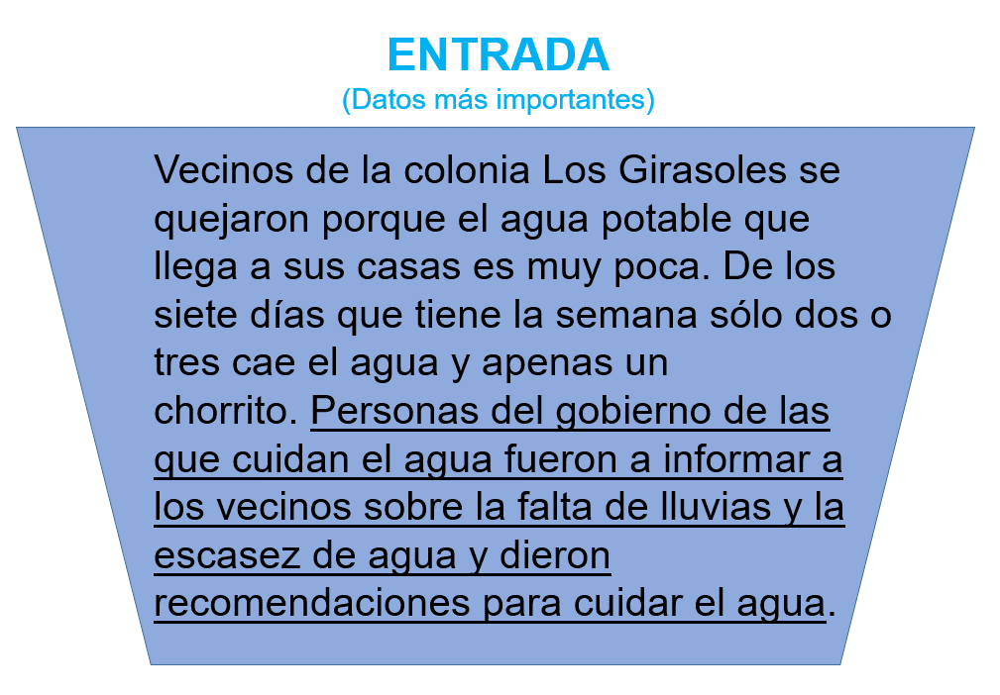 ENTRADA
(Datos más importantes)
Vecinos de la colonia Los Girasoles se
quejaron porque el agua potable que
llega a sus casas es muy poca. De los
siete días que tiene la semana sólo dos o
tres cae el agua y apenas un
chorrito. Personas del gobierno de las
que cuidan el agua fueron a informar a
los vecinos sobre la falta de lluvias y la
escasez de agua y dieron
recomendaciones para cuidar el agua.